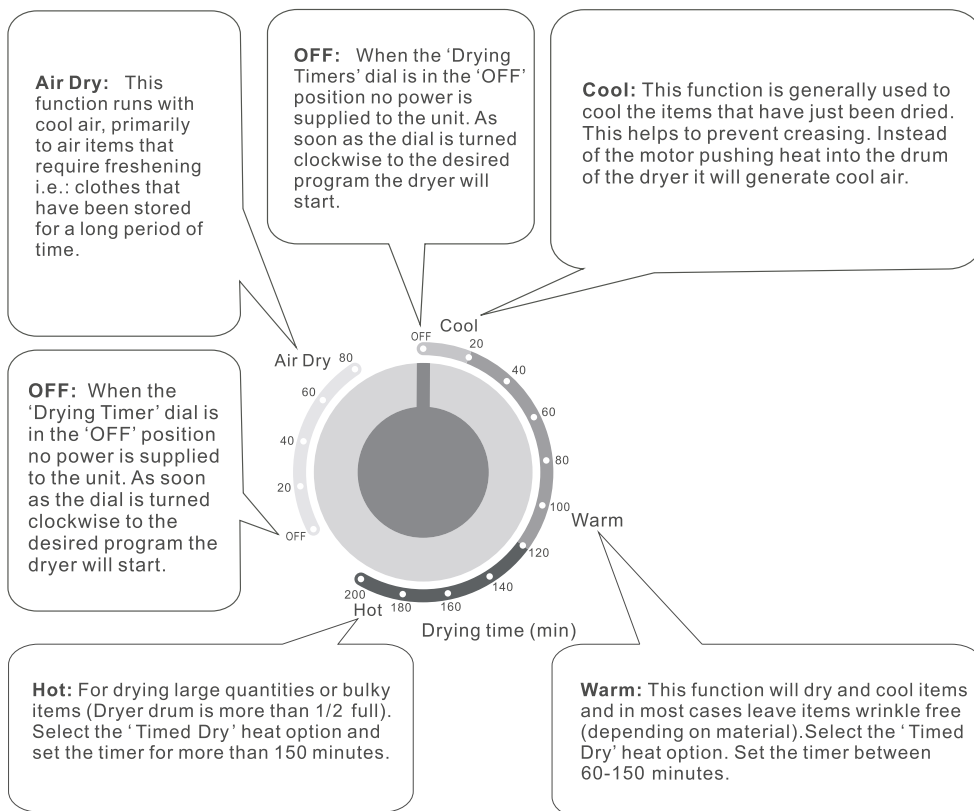 Air Dry: This
function runs with
cool air, primarily
to air items that
require freshening
i.e.: clothes that
have been stored
for a long period of
time.
OFF: When the ‘Drying
Timers’ dial is in the ‘OFF’
position no power is
supplied to the unit. As
soon as the dial is turned
clockwise to the desired
program the dryer will
start.
Cool: This function is generally used to
cool the items that have just been dried.
This helps to prevent creasing. Instead
of the motor pushing heat into the drum
of the dryer it will generate cool air.
OFF: When the
‘Drying Timer’ dial is
in the ‘OFF’ position
no power is supplied
to the unit. As soon
as the dial is turned
clockwise to the
desired program the
dryer will start.
Air Dry
80
60
40
20
OFF
OFF
Cool
20
40
60
80
100
Warm
120
140
160
180
200
Hot
Drying time (min)
Hot: For drying large quantities or bulky
items (Dryer drum is more than 1/2 full).
Select the ‘ Timed Dry’ heat option and
set the timer for more than 150 minutes.
Warm: This function will dry and cool items
and in most cases leave items wrinkle free
(depending on material).Select the ‘ Timed
Dry’ heat option. Set the timer between
60-150 minutes.